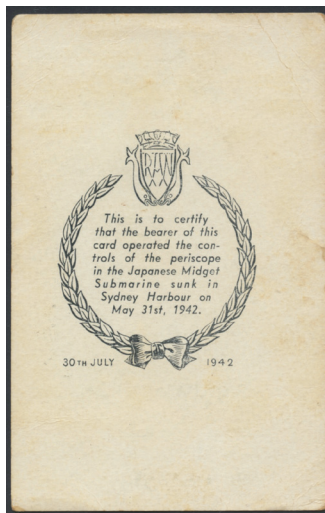 This is to certify
that the bearer of this
card operated the con-
trols of the periscope
in the Japanese Midget
Submarine sunk in
Sydney Harbour on
May 31st, 1942.
30TH JULY 1942